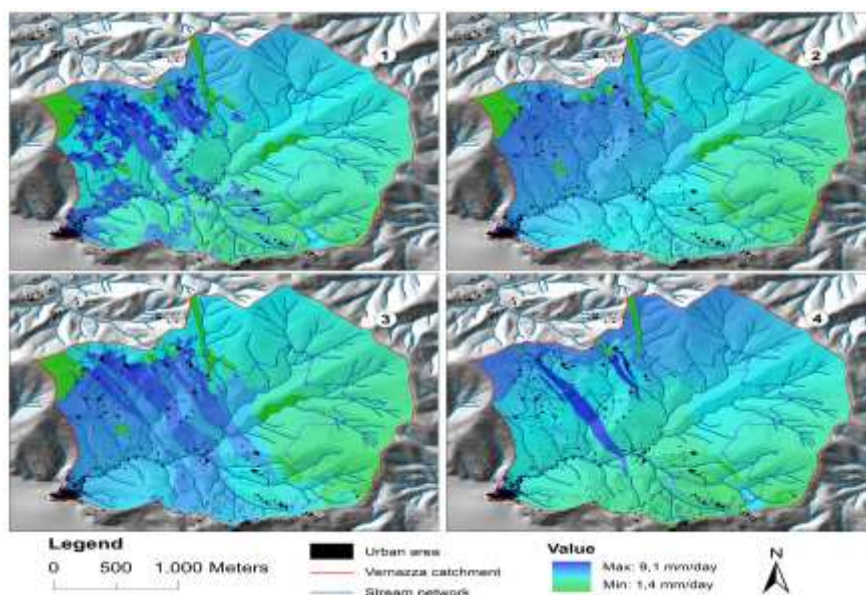 1
2
3
4
Legend
0 500 1.000 Meters
Urban area
Vernazza catchment
Stream network
Value
Max: 9,1 mm/day
Min: 1,4 mm/day
N